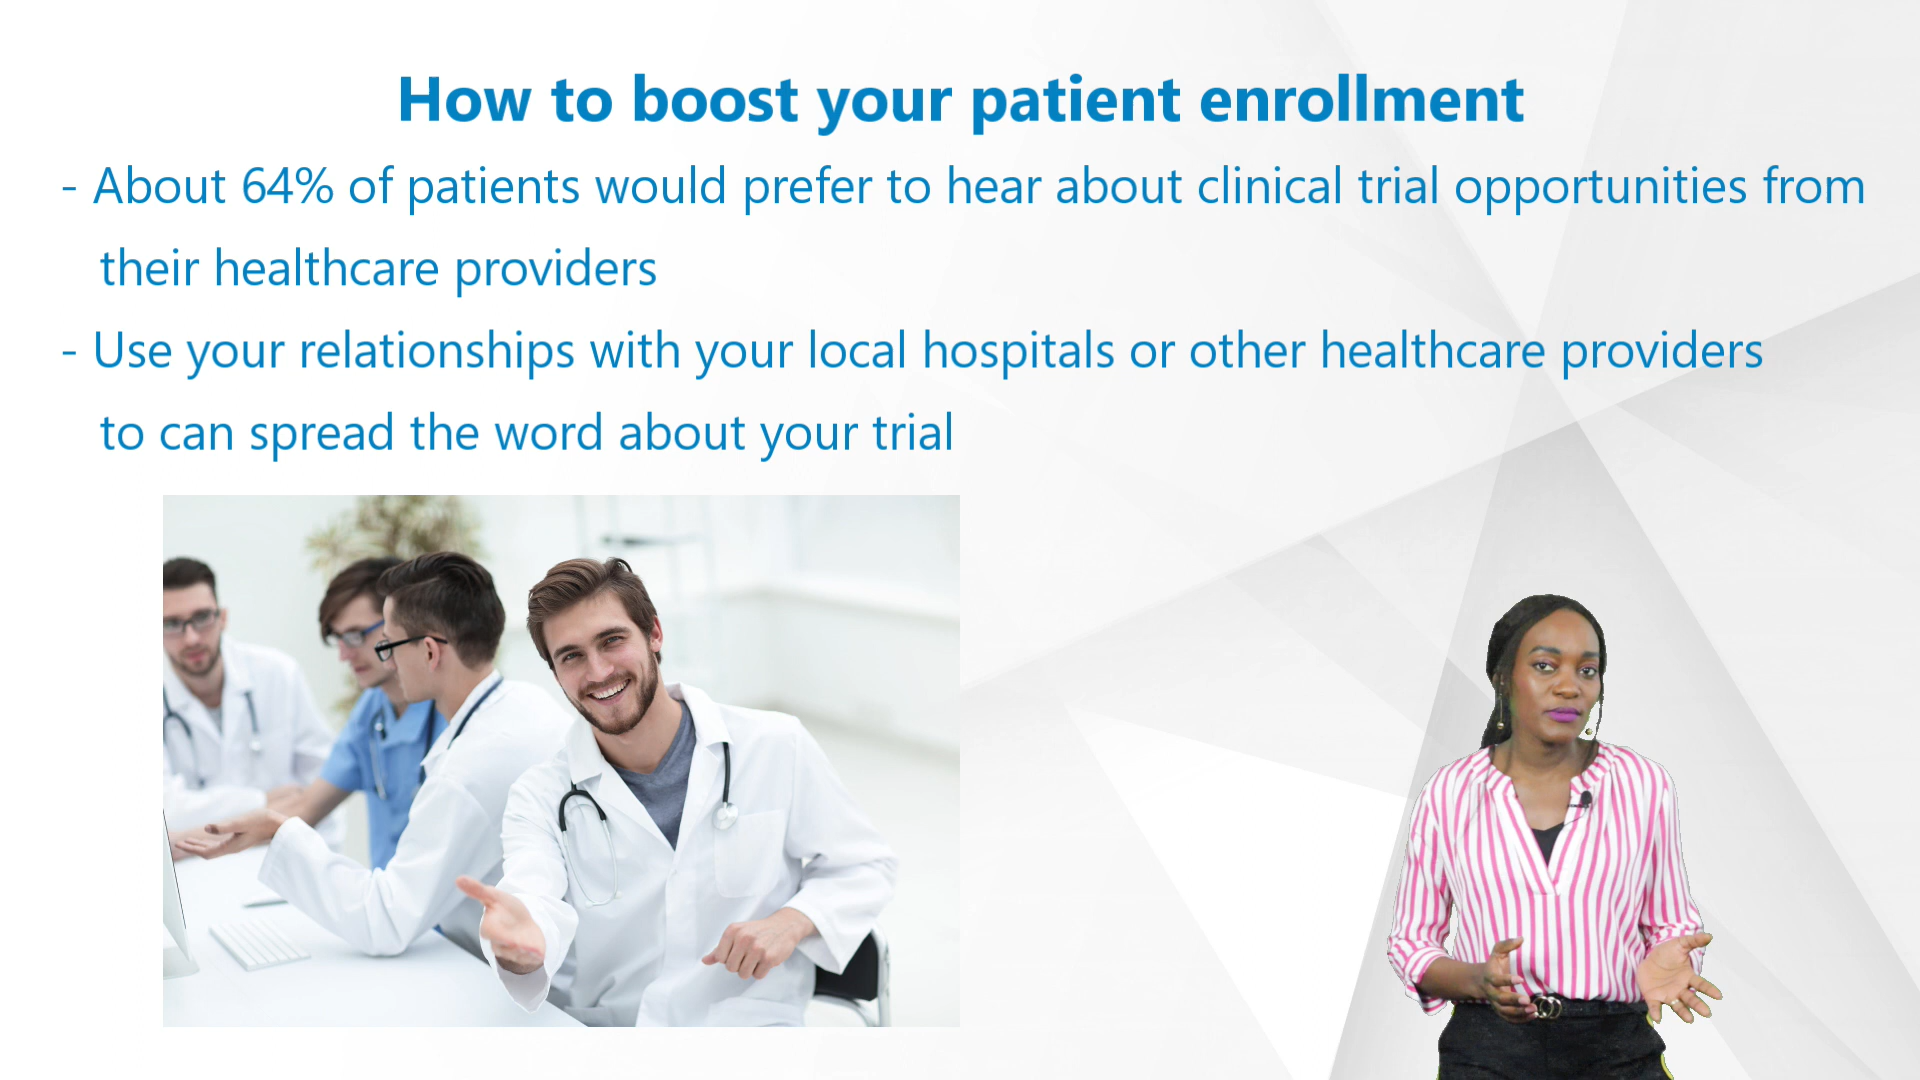 How to boost your patient enrollment
- About 64% of patients would prefer to hear about clinical trial opportunities from
their healthcare providers
- Use your relationships with your local hospitals or other healthcare providers
to can spread the word about your trial